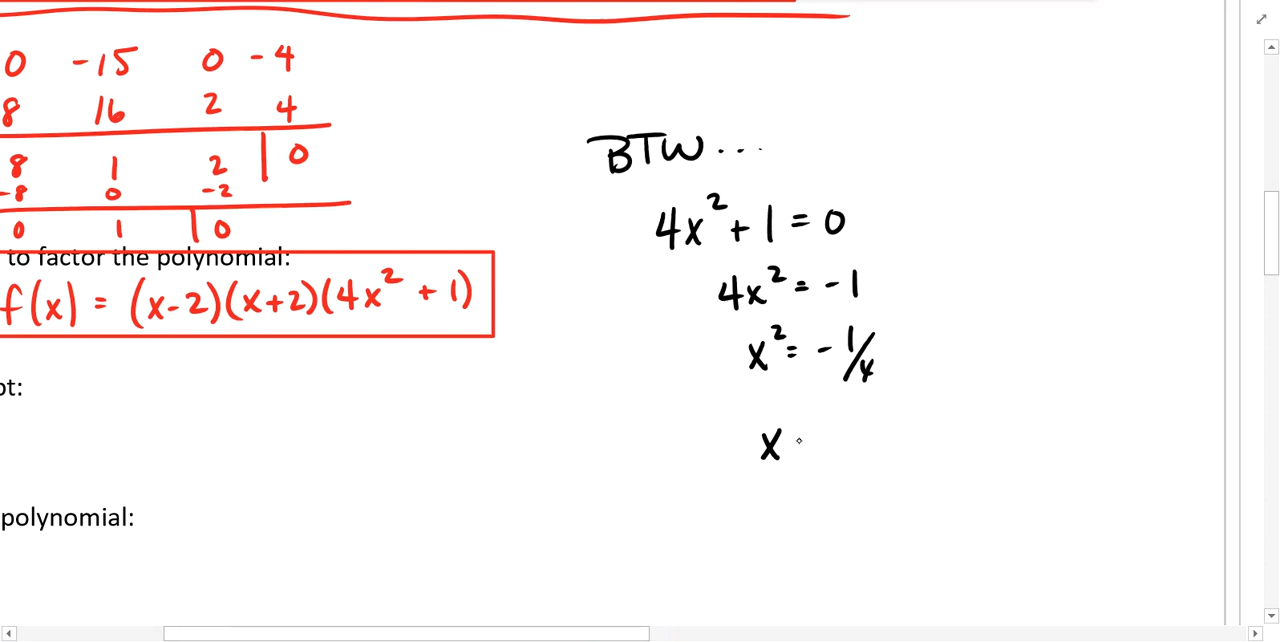 0 -15 0 -4
8 16 2 4
8 1 2 | 0
-8 0 -2
0 1 | 0
to factor the polynomial:
f(x) = (x-2)(x+2)(4x² + 1)
pt:
polynomial:
BTW...
4x² + 1 = 0
4x² = -1
x² = -1/4
x